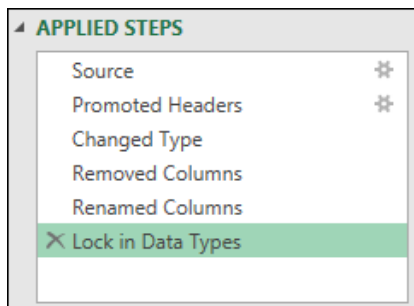 APPLIED STEPS
Source
Promoted Headers
Changed Type
Removed Columns
Renamed Columns
Lock in Data Types